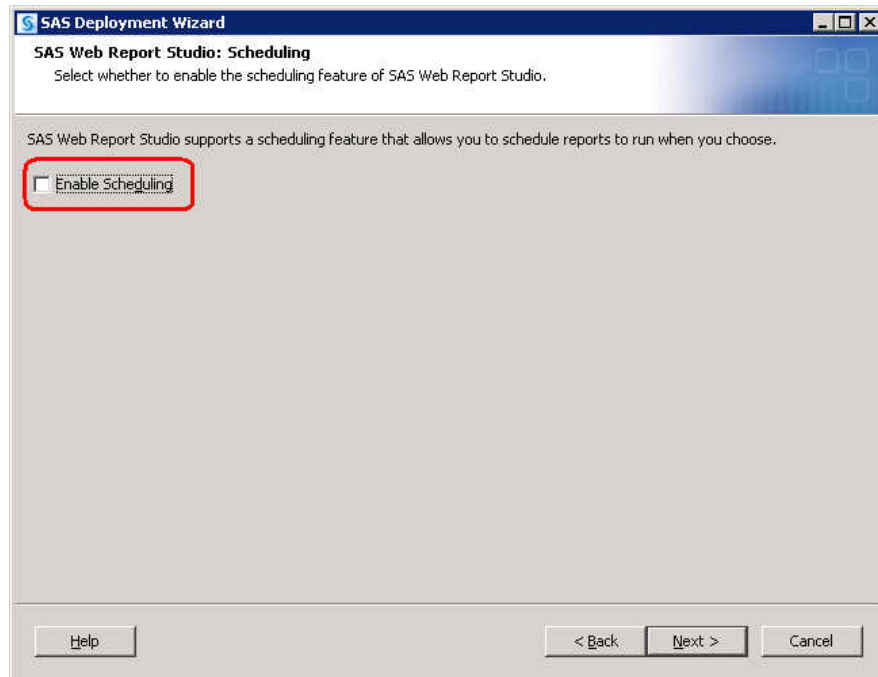 SAS Deployment Wizard
SAS Web Report Studio: Scheduling
Select whether to enable the scheduling feature of SAS Web Report Studio.
SAS Web Report Studio supports a scheduling feature that allows you to schedule reports to run when you choose.
Enable Scheduling
Help
< Back
Next >
Cancel